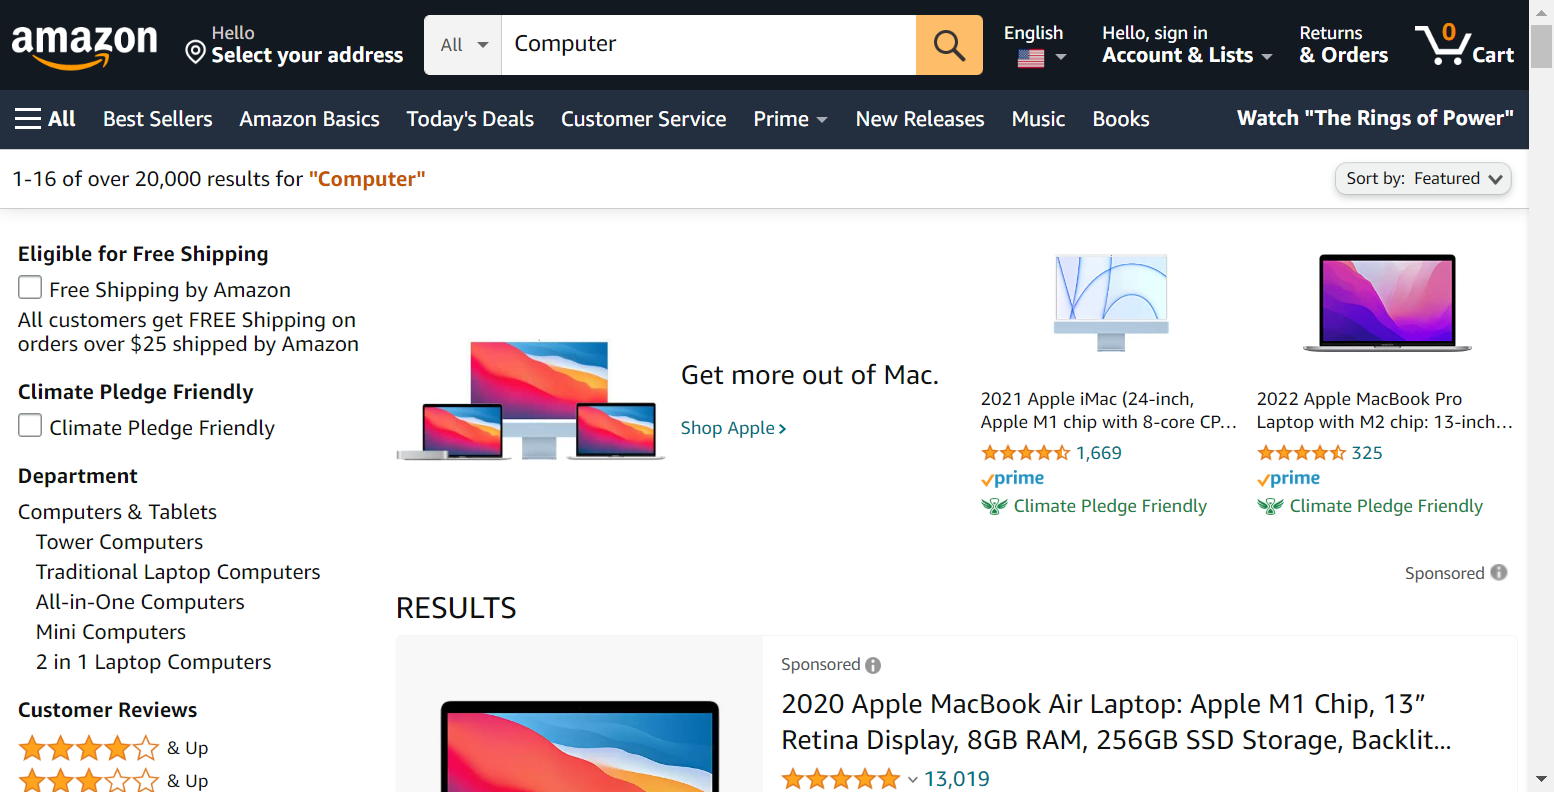 amazon
Hello
Select your address
All
Computer
English
Hello, sign in
Account & Lists
Returns
& Orders
0
Cart
All
Best Sellers
Amazon Basics
Today's Deals
Customer Service
Prime
New Releases
Music
Books
Watch "The Rings of Power"
1-16 of over 20,000 results for "Computer"
Sort by: Featured
Eligible for Free Shipping
Free Shipping by Amazon
All customers get FREE Shipping on
orders over $25 shipped by Amazon
Climate Pledge Friendly
Climate Pledge Friendly
Department
Computers & Tablets
Tower Computers
Traditional Laptop Computers
All-in-One Computers
Mini Computers
2 in 1 Laptop Computers
Customer Reviews
& Up
& Up
Get more out of Mac.
Shop Apple
2021 Apple iMac (24-inch,
Apple M1 chip with 8-core CP...
1,669
prime
Climate Pledge Friendly
2022 Apple MacBook Pro
Laptop with M2 chip: 13-inch...
325
prime
Climate Pledge Friendly
Sponsored
RESULTS
Sponsored
2020 Apple MacBook Air Laptop: Apple M1 Chip, 13”
Retina Display, 8GB RAM, 256GB SSD Storage, Backlit...
13,019